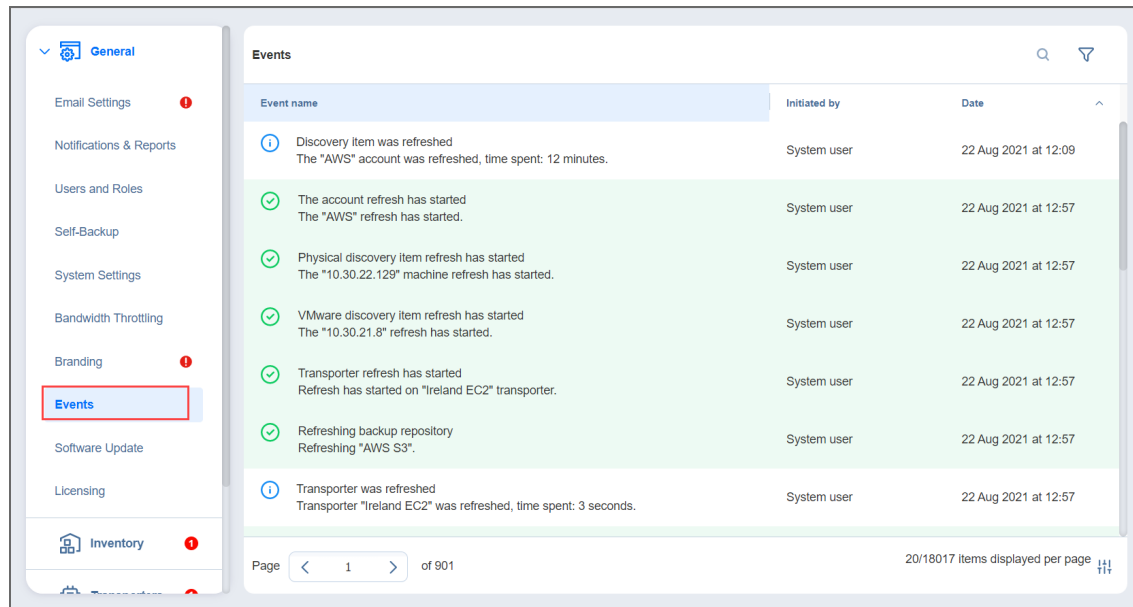 General
Email Settings
Notifications & Reports
Users and Roles
Self-Backup
System Settings
Bandwidth Throttling
Branding
Events
Software Update
Licensing
Inventory 1
Events
Event name Initiated by Date
Discovery item was refreshed
The "AWS" account was refreshed, time spent: 12 minutes.
System user 22 Aug 2021 at 12:09
The account refresh has started
The "AWS" refresh has started.
System user 22 Aug 2021 at 12:57
Physical discovery item refresh has started
The "10.30.22.129" machine refresh has started.
System user 22 Aug 2021 at 12:57
VMware discovery item refresh has started
The "10.30.21.8" refresh has started.
System user 22 Aug 2021 at 12:57
Transporter refresh has started
Refresh has started on "Ireland EC2" transporter.
System user 22 Aug 2021 at 12:57
Refreshing backup repository
Refreshing "AWS S3".
System user 22 Aug 2021 at 12:57
Transporter was refreshed
Transporter "Ireland EC2" was refreshed, time spent: 3 seconds.
System user 22 Aug 2021 at 12:57
Page 1 of 901
20/18017 items displayed per page